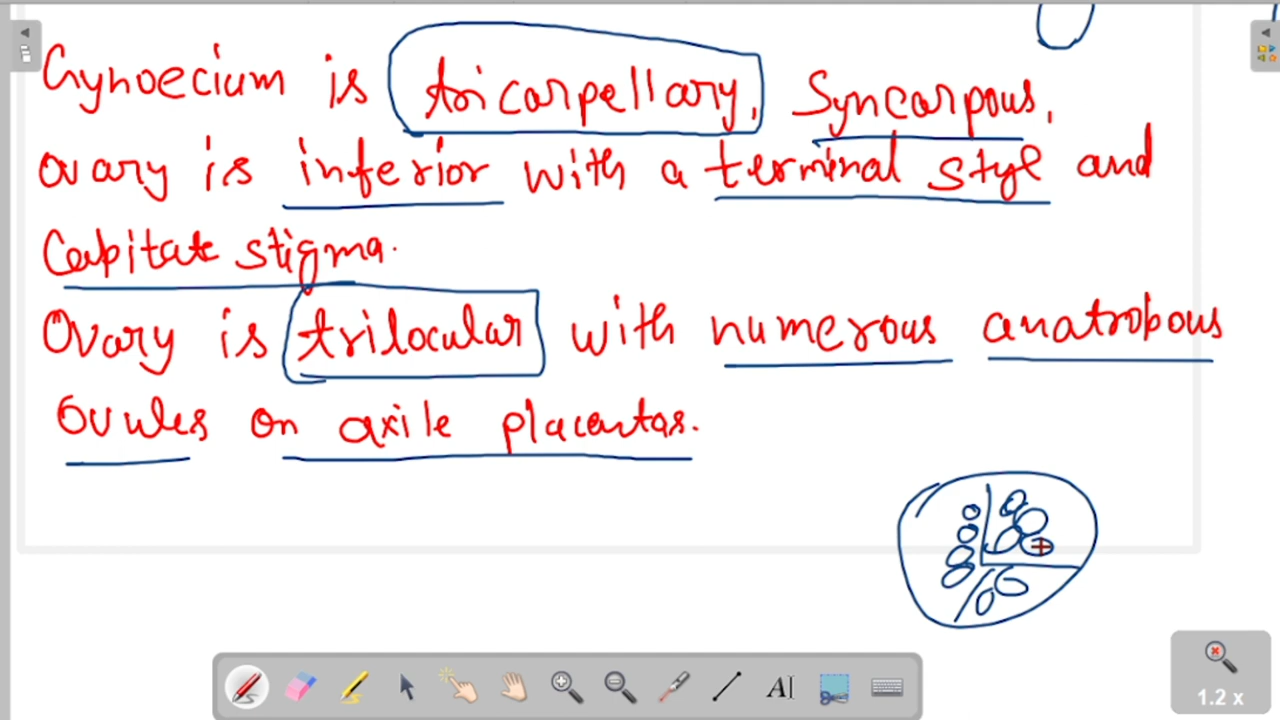 Gynoecium is tricarpellary, Syncarpous,
ovary is inferior with a terminal style and
Capitate stigma.
Ovary is trilocular with numerous anatropous
Ovules on axile placentas.
AI
1.2 x